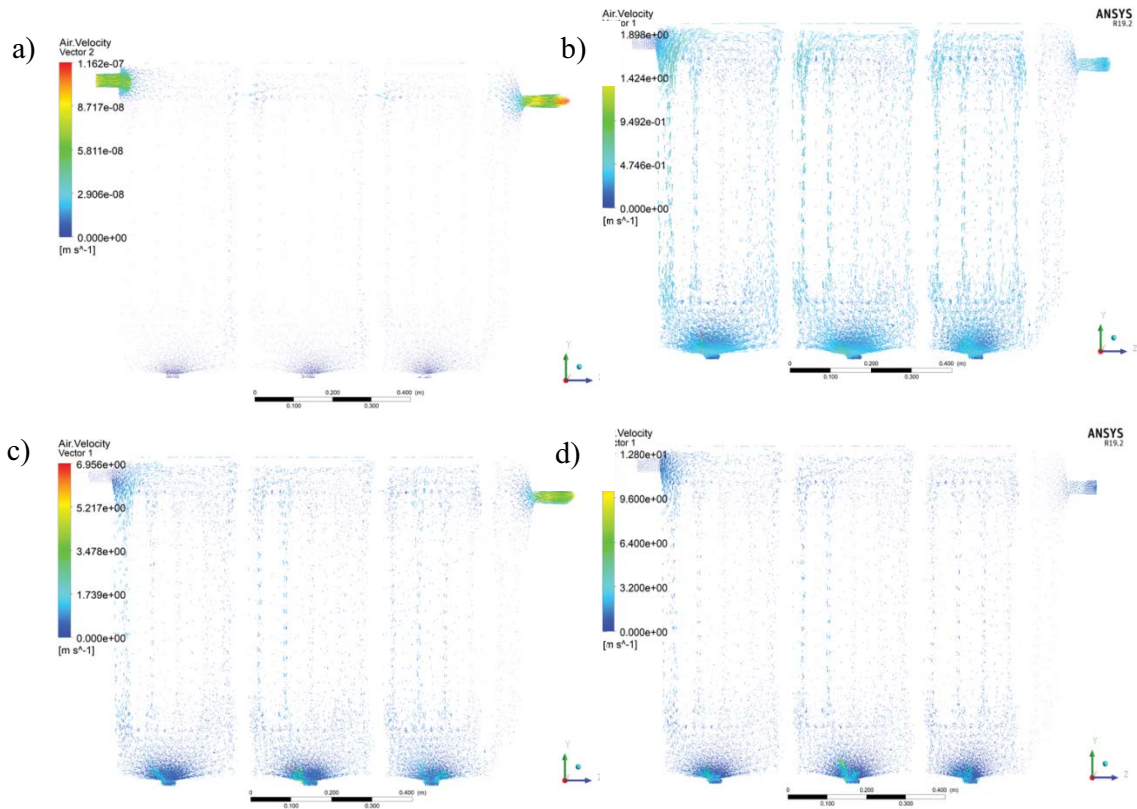 a)
Air.Velocity
Vector 2
1.162e-07
8.717e-08
5.811e-08
2.906e-08
0.000e+00
[m s^-1]
0 0.200 0.400 (m)
0.100 0.300
Y
Z
b)
Air.Velocity
ctor 1
1.898e+00
1.424e+00
9.492e-01
4.746e-01
0.000e+00
[m s^-1]
ANSYS
R19.2
0 0.200 0.400 (m)
0.100 0.300
Y
Z
c)
Air.Velocity
Vector 1
6.956e+00
5.217e+00
3.478e+00
1.739e+00
0.000e+00
[m s^-1]
0 0.200 0.400 (m)
0.100 0.300
Y
Z
d)
Air.Velocity
ctor 1
1.280e+01
9.600e+00
6.400e+00
3.200e+00
0.000e+00
[m s^-1]
ANSYS
R19.2
0 0.200 0.400 (m)
0.100 0.300
Y
Z